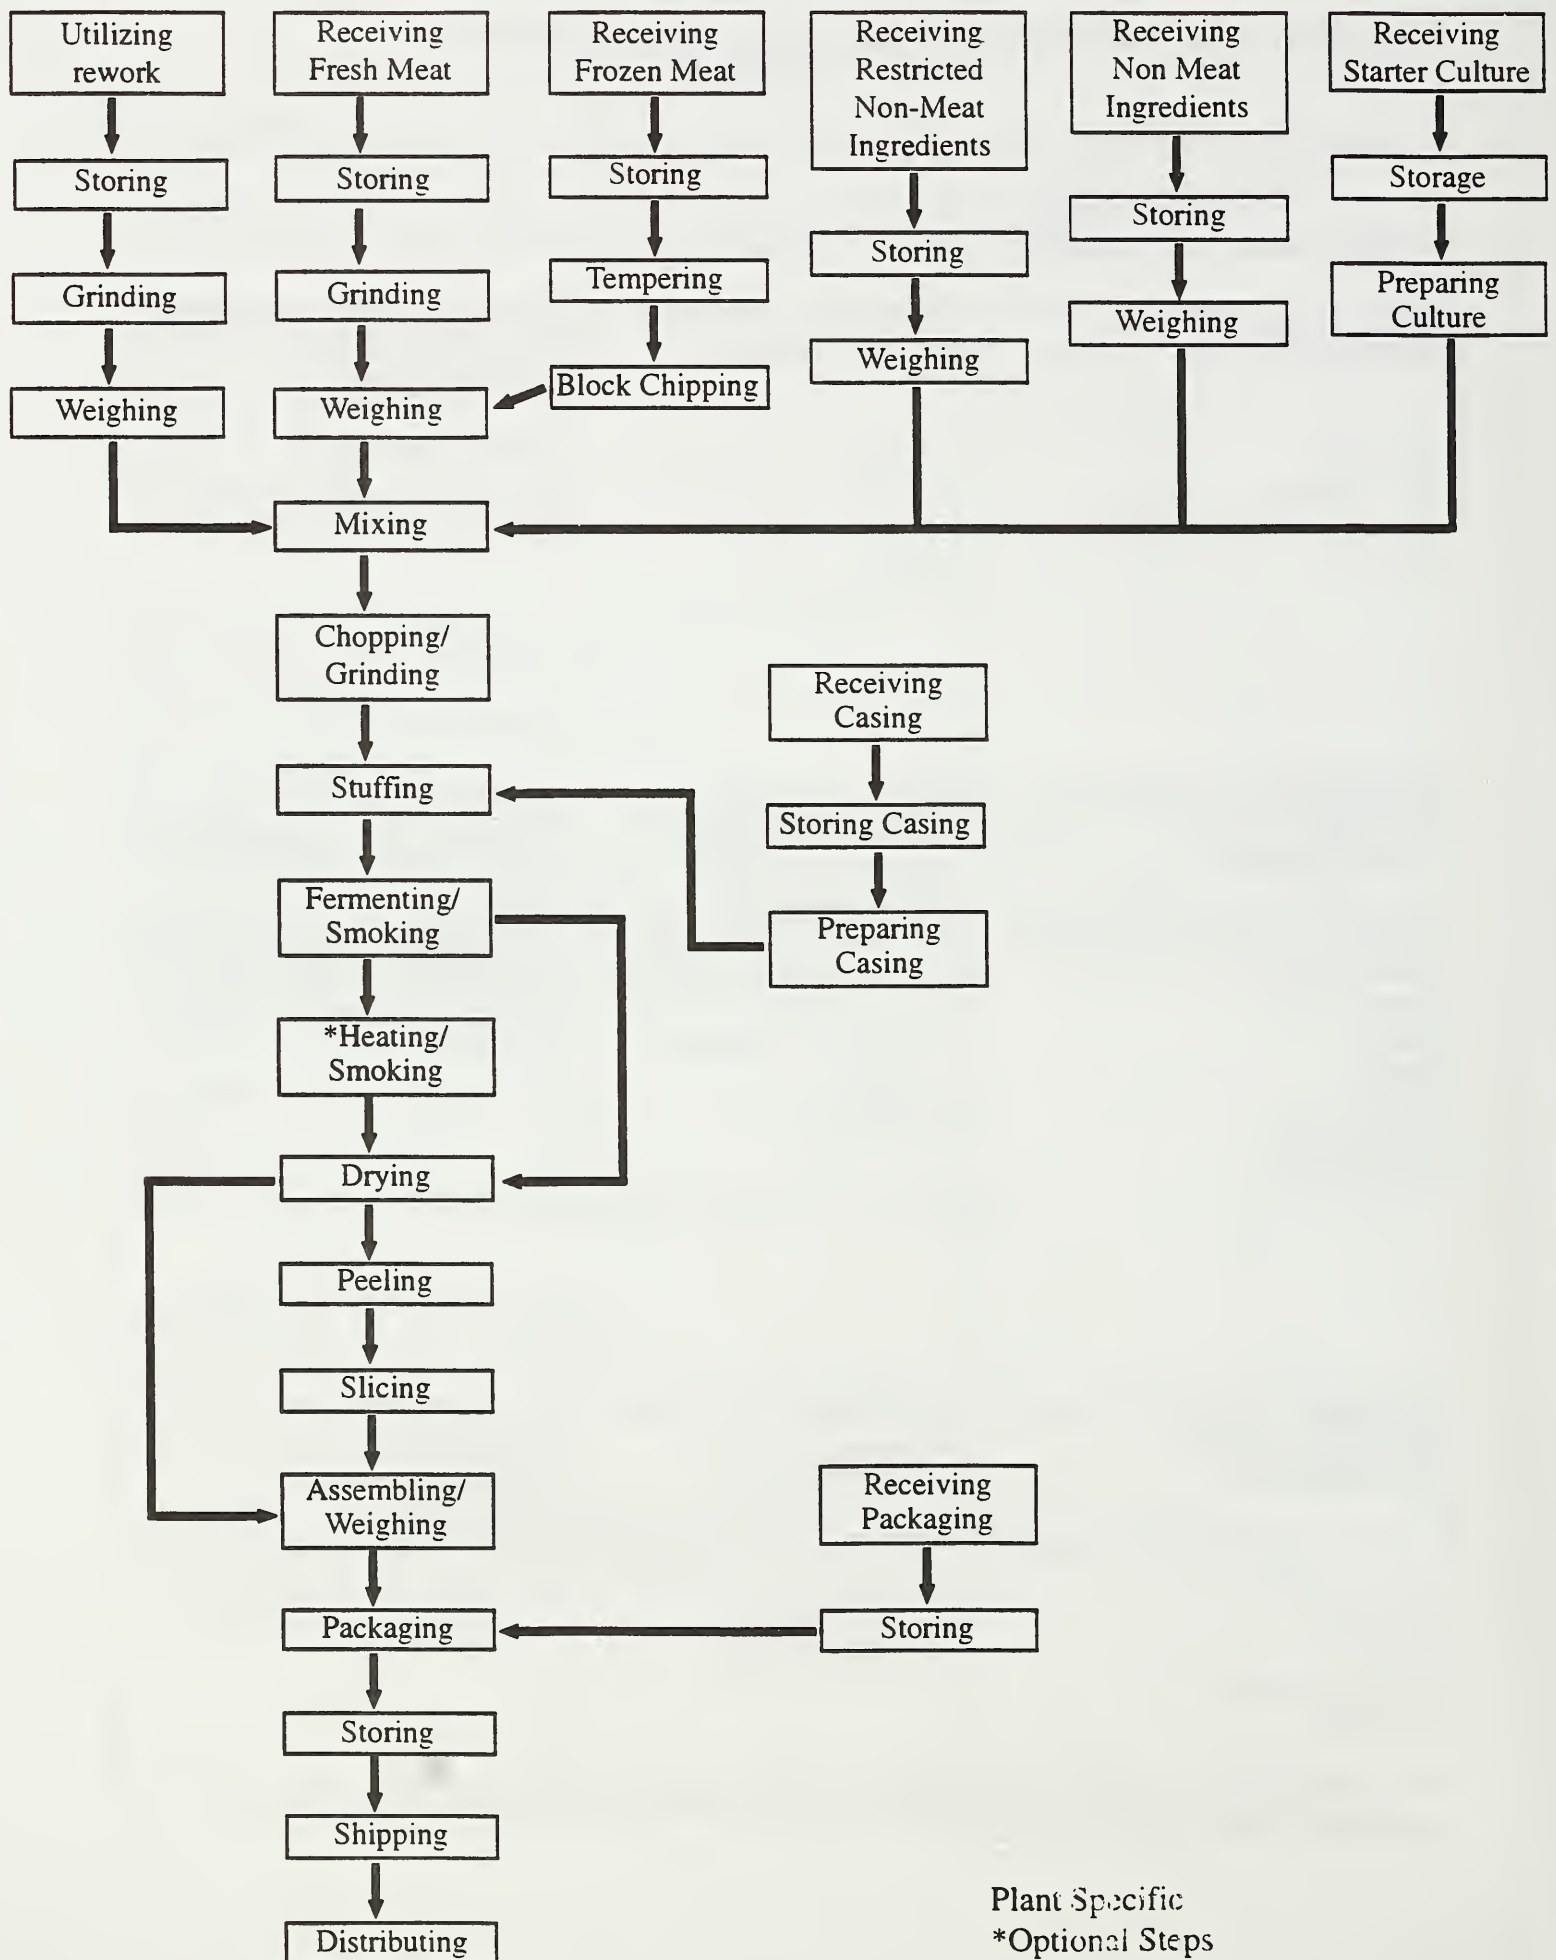 Utilizing
rework
Receiving
Fresh Meat
Receiving
Frozen Meat
Receiving
Restricted
Non-Meat
Ingredients
Receiving
Non Meat
Ingredients
Receiving
Starter Culture
Storing
Storing
Storing
Storing
Storing
Storage
Grinding
Grinding
Tempering
Weighing
Weighing
Preparing
Culture
Weighing
Weighing
Block Chipping
Mixing
Chopping/
Grinding
Receiving
Casing
Stuffing
Storing Casing
Fermenting/
Smoking
Preparing
Casing
*Heating/
Smoking
Drying
Peeling
Slicing
Assembling/
Weighing
Receiving
Packaging
Packaging
Storing
Storing
Shipping
Distributing
Plant Specific
*Optional Steps